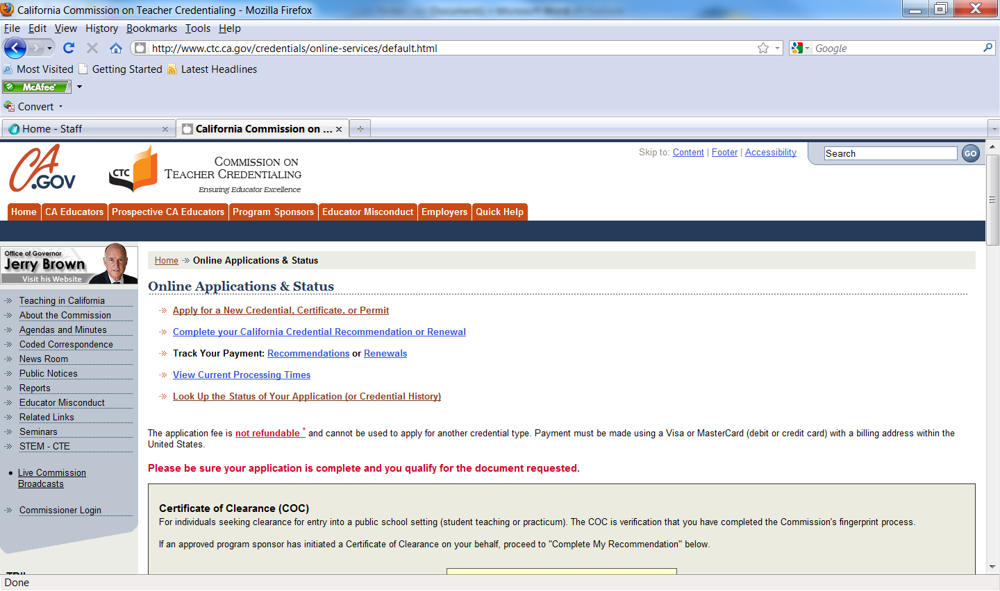 California Commission on Teacher Credentialing - Mozilla Firefox
File Edit View History Bookmarks Tools Help
http://www.ctc.ca.gov/credentials/online-services/default.html
Google
Most Visited Getting Started Latest Headlines
McAfee
Convert
Home - Staff
California Commission on ...
CA.GOV
CTC
COMMISSION ON
TEACHER CREDENTIALING
Ensuring Educator Excellence
Skip to: Content | Footer | Accessibility
Search
GO
Home CA Educators Prospective CA Educators Program Sponsors Educator Misconduct Employers Quick Help
Office of Governor
Jerry Brown
Visit his Website
Teaching in California
About the Commission
Agendas and Minutes
Coded Correspondence
News Room
Public Notices
Reports
Educator Misconduct
Related Links
Seminars
STEM - CTE
Live Commission
Broadcasts
Commissioner Login
Home Online Applications & Status
Online Applications & Status
Apply for a New Credential, Certificate, or Permit
Complete your California Credential Recommendation or Renewal
Track Your Payment: Recommendations or Renewals
View Current Processing Times
Look Up the Status of Your Application (or Credential History)
The application fee is not refundable * and cannot be used to apply for another credential type. Payment must be made using a Visa or MasterCard (debit or credit card) with a billing address within the
United States.
Please be sure your application is complete and you qualify for the document requested.
Certificate of Clearance (COC)
For individuals seeking clearance for entry into a public school setting (student teaching or practicum). The COC is verification that you have completed the Commission's fingerprint process.
If an approved program sponsor has initiated a Certificate of Clearance on your behalf, proceed to "Complete My Recommendation" below.
Done